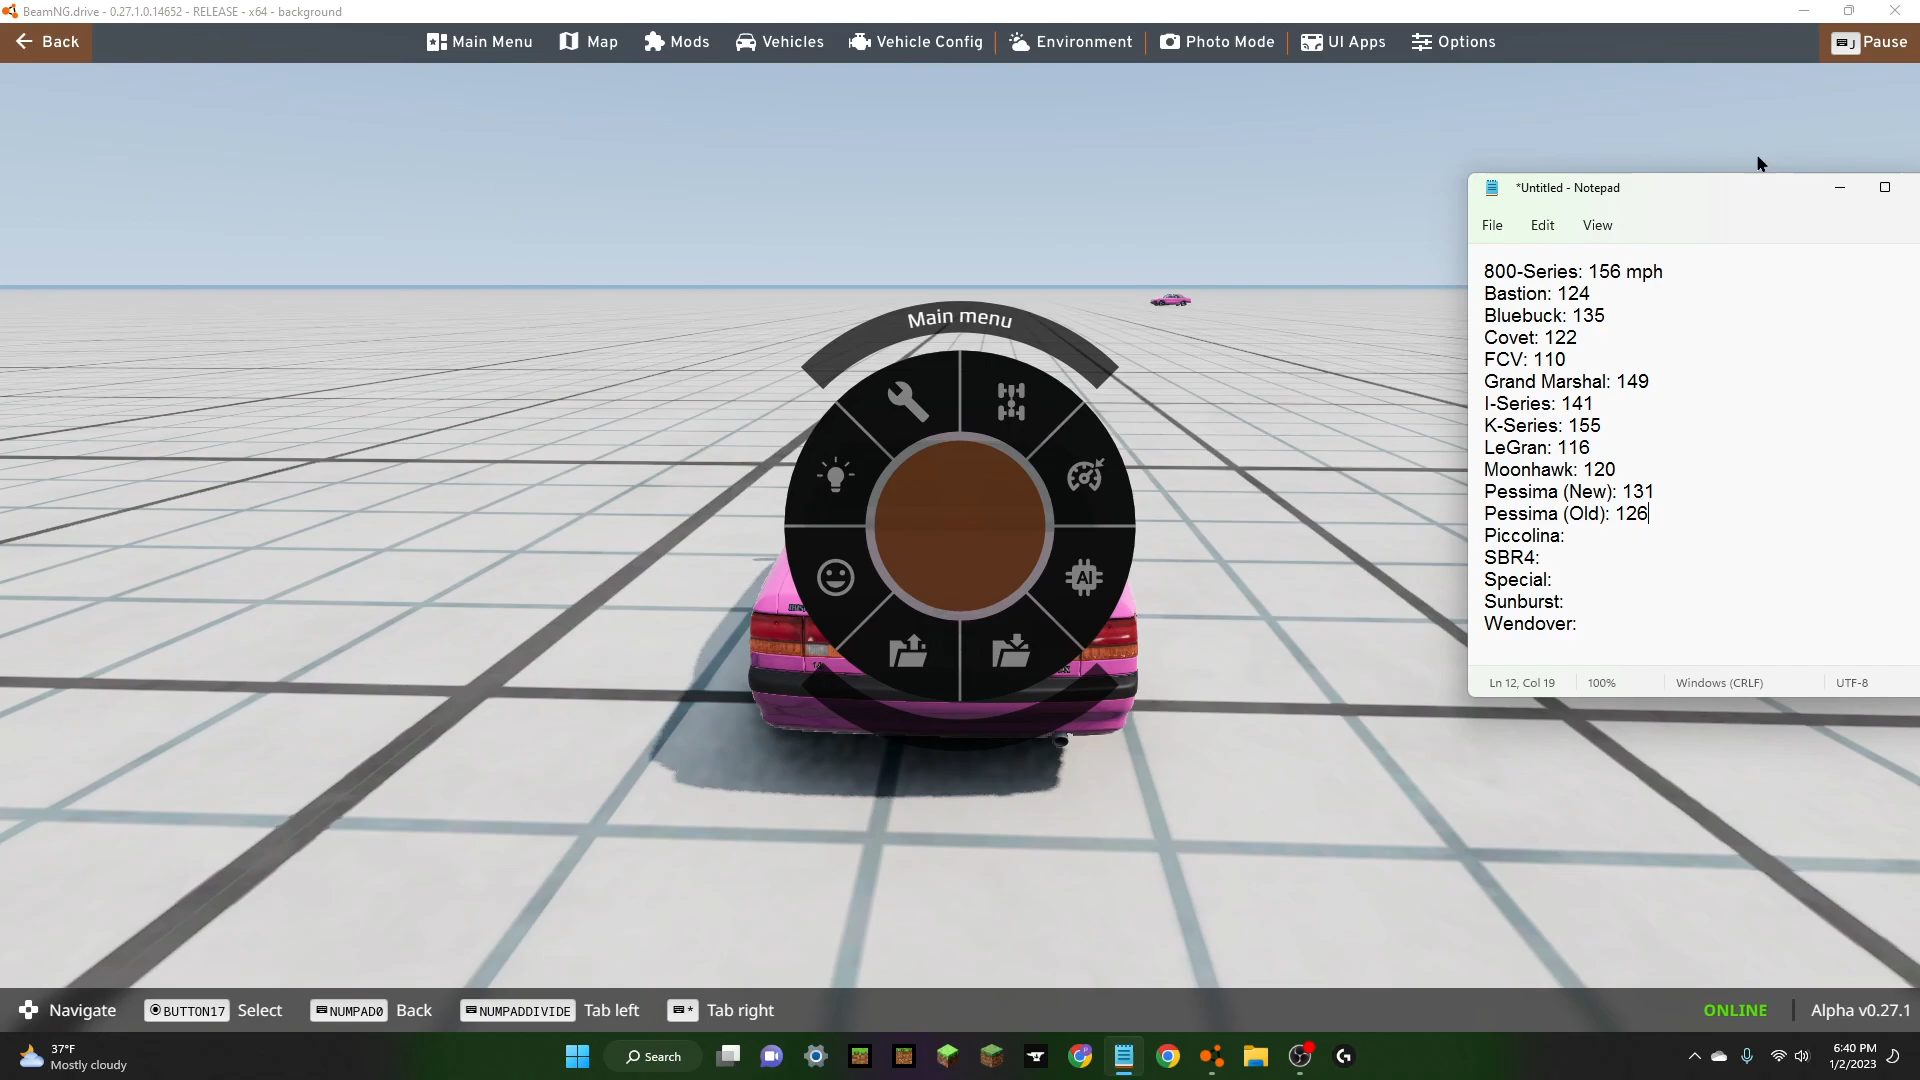 BeamNG.drive - 0.27.1.0.14652 - RELEASE - x64 - background
Back
Main Menu
Map
Mods
Vehicles
Vehicle Config
Environment
Photo Mode
UI Apps
Options
J
Pause
*Untitled - Notepad
File
Edit
View
800-Series: 156 mph
Bastion: 124
Bluebuck: 135
Covet: 122
FCV: 110
Grand Marshal: 149
I-Series: 141
K-Series: 155
LeGran: 116
Moonhawk: 120
Pessima (New): 131
Pessima (Old): 126
Piccolina:
SBR4:
Special:
Sunburst:
Wendover:
Ln 12, Col 19
100%
Windows (CRLF)
UTF-8
Main menu
AI
Navigate
BUTTON17 Select
NUMPAD0 Back
NUMPADDIVIDE Tab left
* Tab right
ONLINE
Alpha v0.27.1
37°F
Mostly cloudy
Search
6:40 PM
1/2/2023